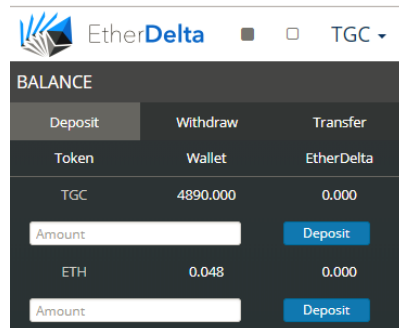 EtherDelta TGC
BALANCE
Deposit Withdraw Transfer
Token Wallet EtherDelta
TGC 4890.000 0.000
Amount Deposit
ETH 0.048 0.000
Amount Deposit